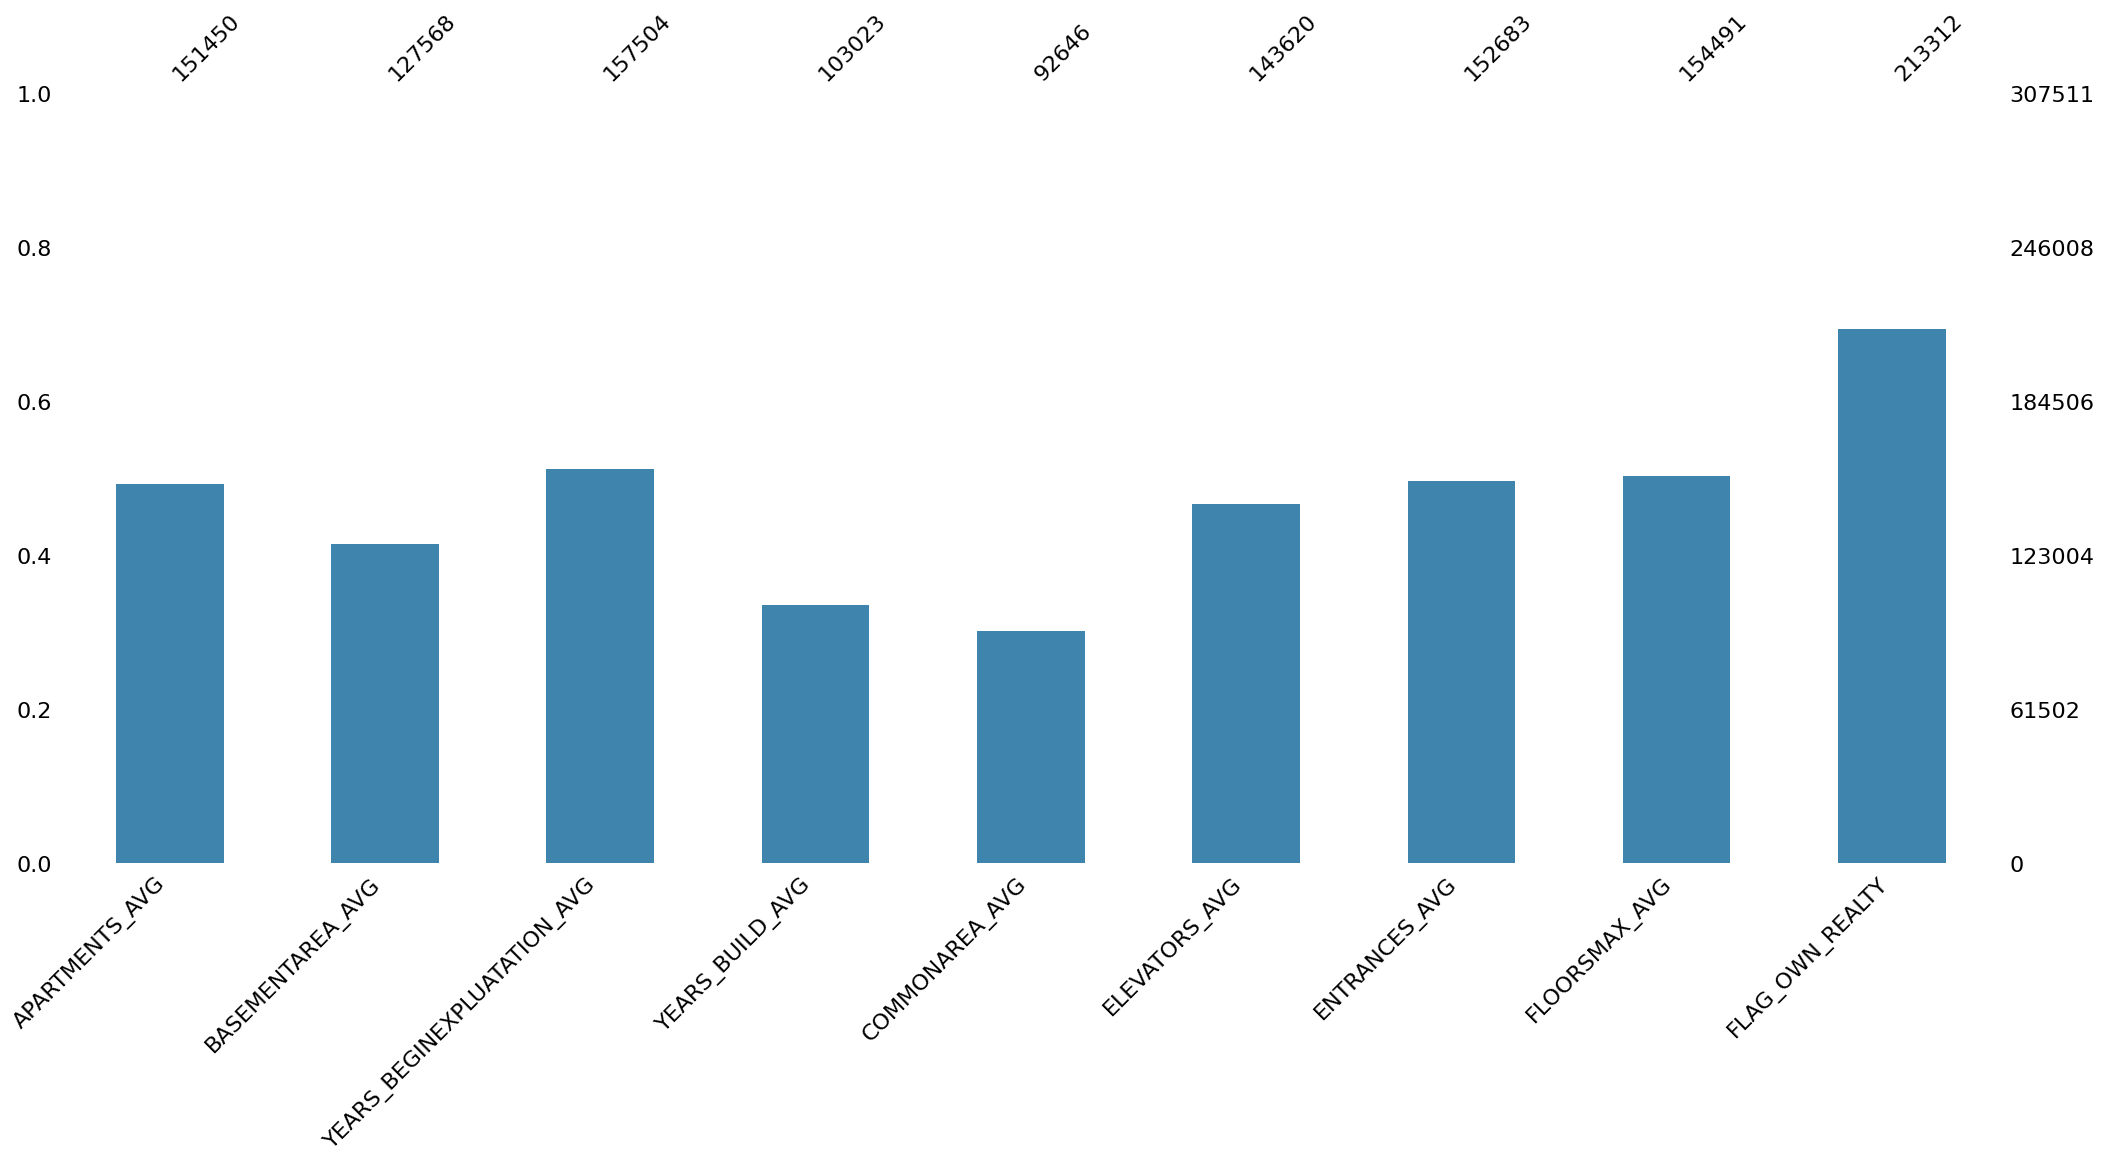 151450
127568
157504
103023
92646
143620
152683
154491
213312
1.0
307511
0.8
246008
0.6
184506
0.4
123004
0.2
61502
0.0
0
APARTMENTS_AVG
BASEMENTAREA_AVG
YEARS_BEGINEXPLUATATION_AVG
YEARS_BUILD_AVG
COMMONAREA_AVG
ELEVATORS_AVG
ENTRANCES_AVG
FLOORSMAX_AVG
FLAG_OWN_REALTY